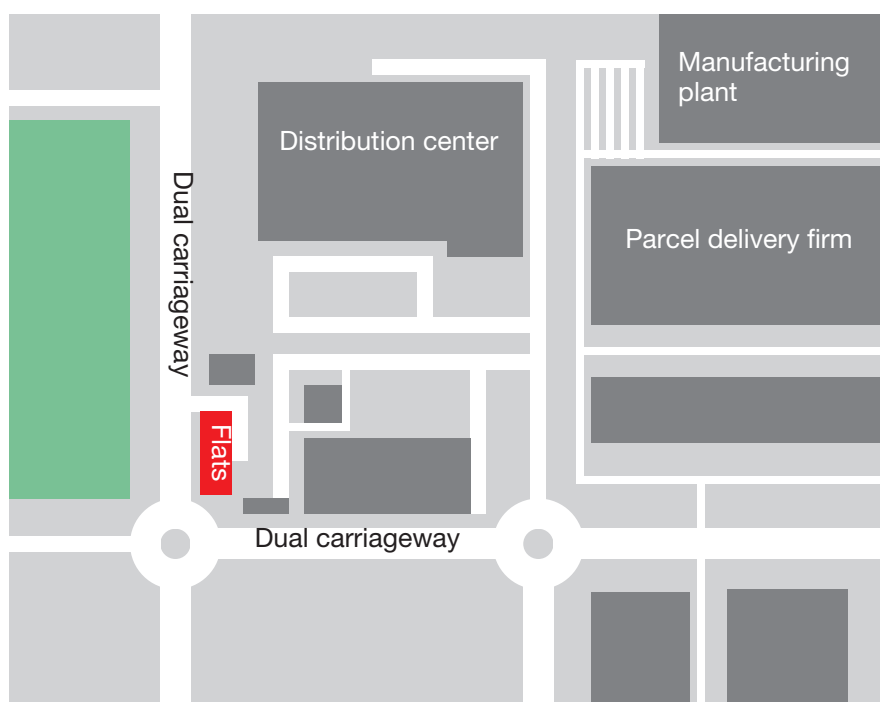 Manufacturing
plant
Distribution center
Dual carriageway
Parcel delivery firm
Flats
Dual carriageway